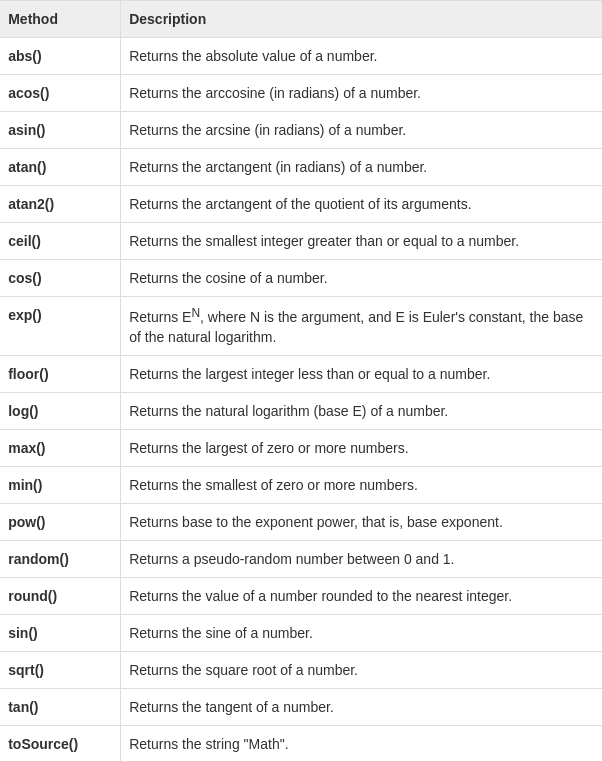 Method Description
abs() Returns the absolute value of a number.
acos() Returns the arccosine (in radians) of a number.
asin() Returns the arcsine (in radians) of a number.
atan() Returns the arctangent (in radians) of a number.
atan2() Returns the arctangent of the quotient of its arguments.
ceil() Returns the smallest integer greater than or equal to a number.
cos() Returns the cosine of a number.
exp() Returns E^N, where N is the argument, and E is Euler's constant, the base
of the natural logarithm.
floor() Returns the largest integer less than or equal to a number.
log() Returns the natural logarithm (base E) of a number.
max() Returns the largest of zero or more numbers.
min() Returns the smallest of zero or more numbers.
pow() Returns base to the exponent power, that is, base exponent.
random() Returns a pseudo-random number between 0 and 1.
round() Returns the value of a number rounded to the nearest integer.
sin() Returns the sine of a number.
sqrt() Returns the square root of a number.
tan() Returns the tangent of a number.
toSource() Returns the string "Math".